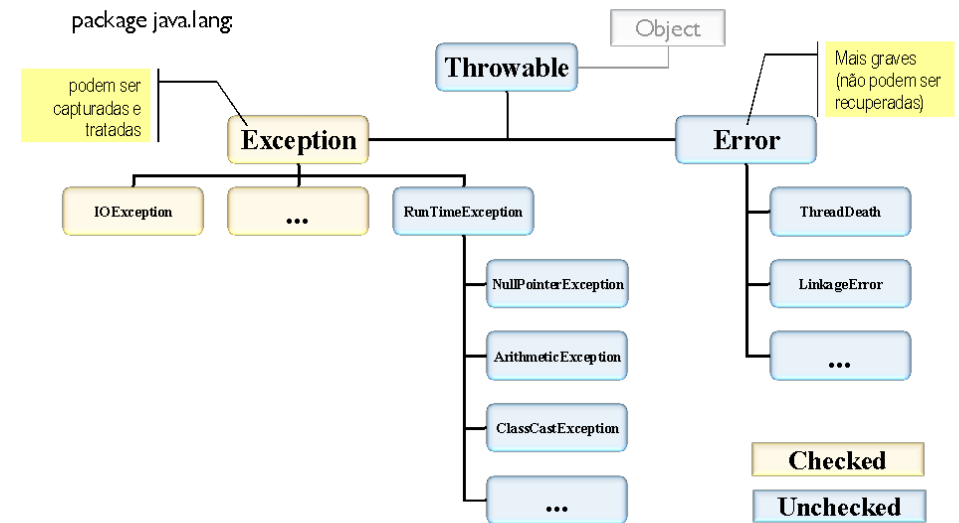 package java.lang:
Object
Throwable
podem ser
capturadas e
tratadas
Mais graves
(não podem ser
recuperadas)
Exception
Error
IOException
...
RunTimeException
ThreadDeath
NullPointerException
LinkageError
ArithmeticException
...
ClassCastException
...
Checked
Unchecked